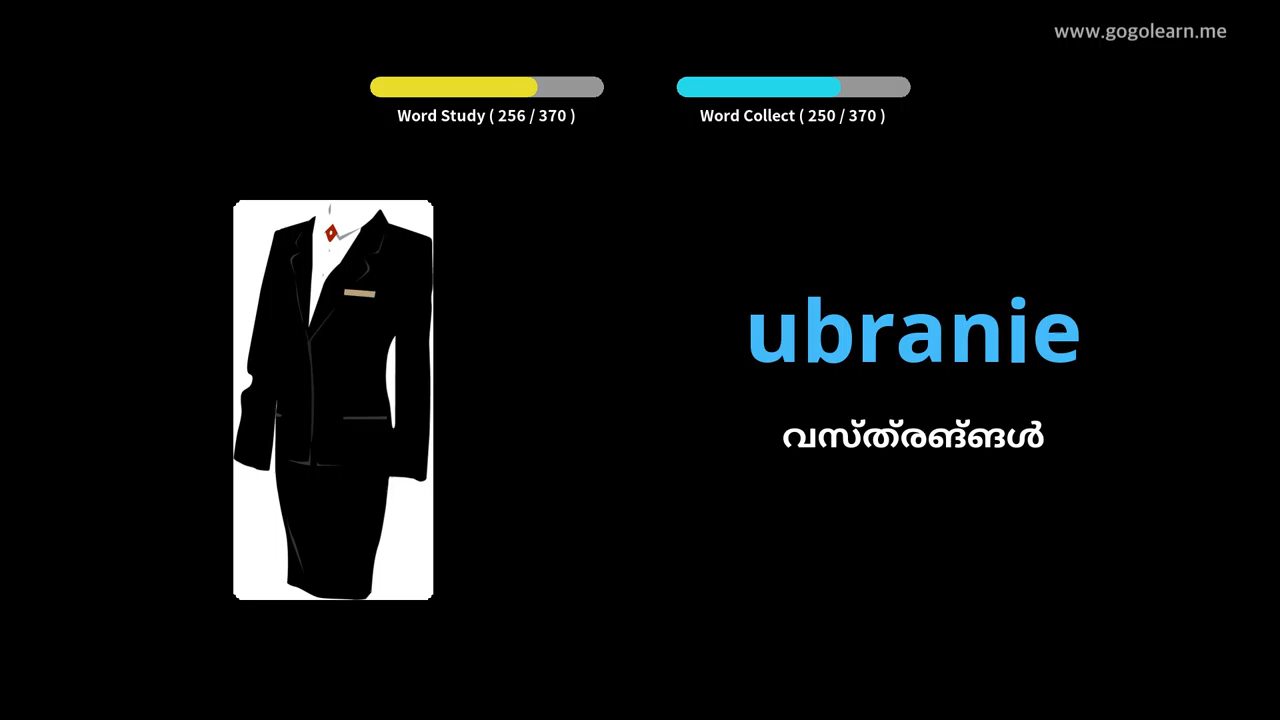 www.gogolearn.me
Word Study ( 256 / 370 )
Word Collect ( 250 / 370 )
ubranie
വസ്ത്രങ്ങൾ